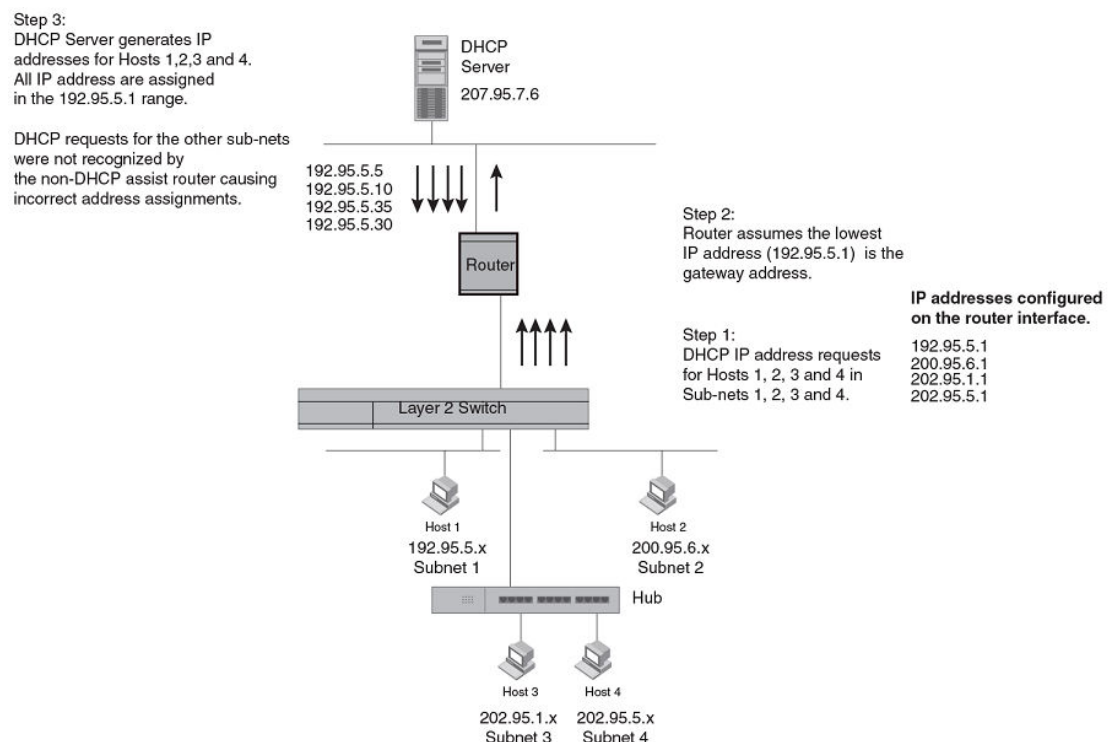 Step 3:
DHCP Server generates IP
addresses for Hosts 1,2,3 and 4.
All IP address are assigned
in the 192.95.5.1 range.
DHCP requests for the other sub-nets
were not recognized by
the non-DHCP assist router causing
incorrect address assignments.
DHCP
Server
207.95.7.6
192.95.5.5
192.95.5.10
192.95.5.35
192.95.5.30
Router
Step 2:
Router assumes the lowest
IP address (192.95.5.1) is the
gateway address.
IP addresses configured
on the router interface.
192.95.5.1
200.95.6.1
202.95.1.1
202.95.5.1
Step 1:
DHCP IP address requests
for Hosts 1, 2, 3 and 4 in
Sub-nets 1, 2, 3 and 4.
Layer 2 Switch
Host 1
192.95.5.x
Subnet 1
Host 2
200.95.6.x
Subnet 2
Hub
Host 3
202.95.1.x
Subnet 3
Host 4
202.95.5.x
Subnet 4